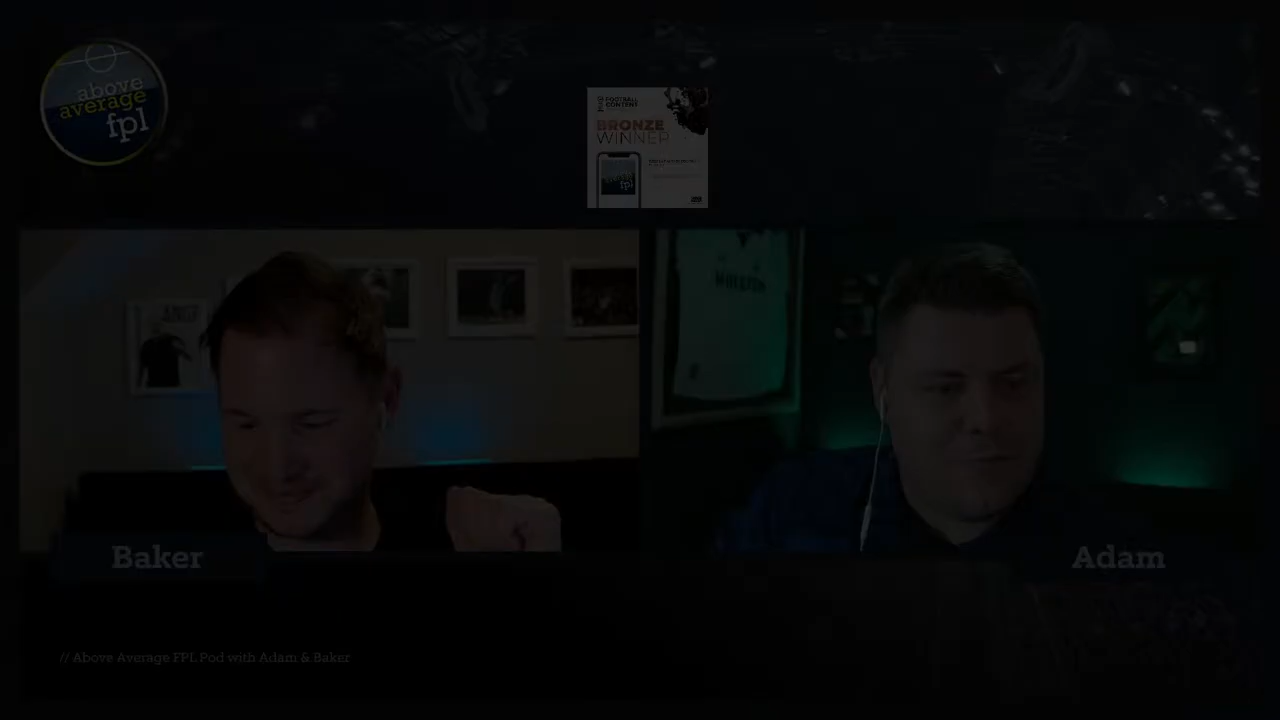 above
average
fpl
FOOTBALL
CONTENT
BRONZE
WINNER
Baker
Adam
// Above Average FPL Pod with Adam & Baker